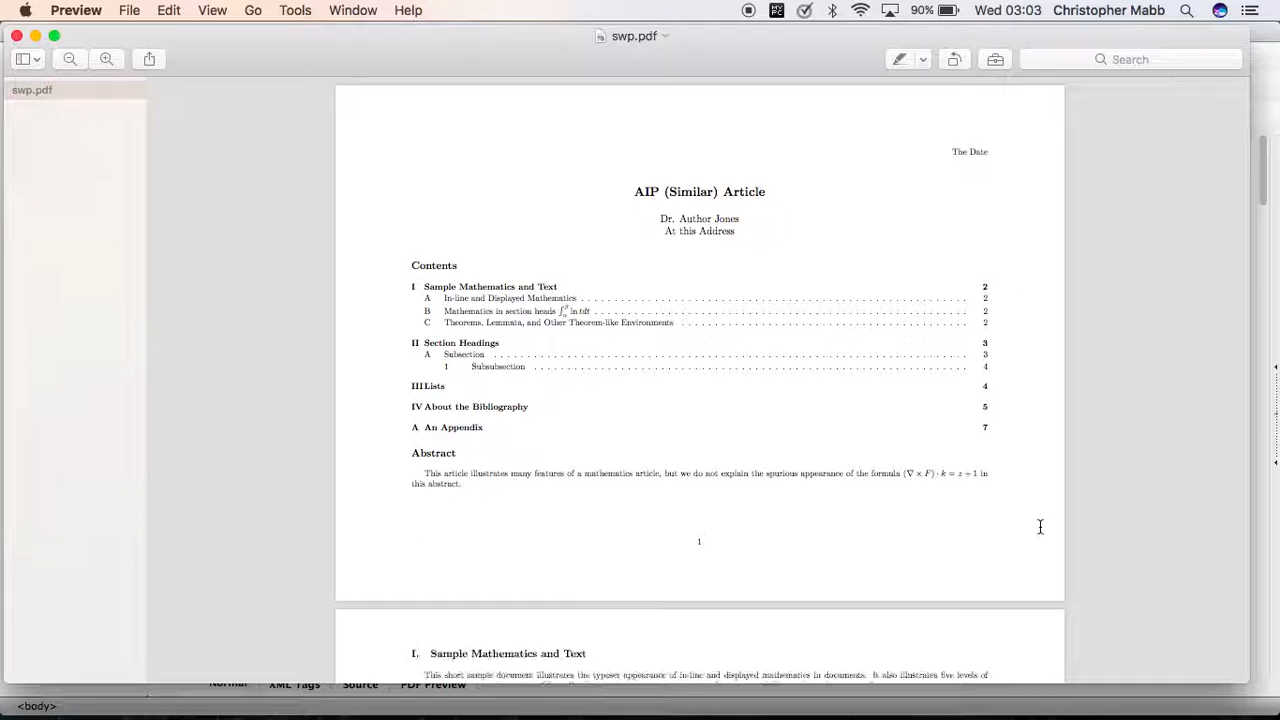 Preview File Edit View Go Tools Window Help 90% Wed 03:03 Christopher Mabb
swp.pdf
Search
swp.pdf
The Date
AIP (Similar) Article
Dr. Author Jones
At this Address
Contents
I Sample Mathematics and Text 2
A In-line and Displayed Mathematics . . . . . . . . . . . . . . . . . . . . 2
B Mathematics in section heads ∫_α^β ln tdt . . . . . . . . . . . . . . . . . . . . 2
C Theorems, Lemmata, and Other Theorem-like Environments . . . . . . . . . . . . . . . . . . . . 2
II Section Headings 3
A Subsection . . . . . . . . . . . . . . . . . . . . 3
1 Subsubsection . . . . . . . . . . . . . . . . . . . . 4
III Lists 4
IV About the Bibliography 5
A An Appendix 7
Abstract
This article illustrates many features of a mathematics article, but we do not explain the spurious appearance of the formula (∇ × F) · k = z + 1 in
this abstract.
1
I. Sample Mathematics and Text
This short sample document illustrates the typeset appearance of in-line and displayed mathematics in documents. It also illustrates five levels of
Normal XML Tags Source PDF Preview
<body>